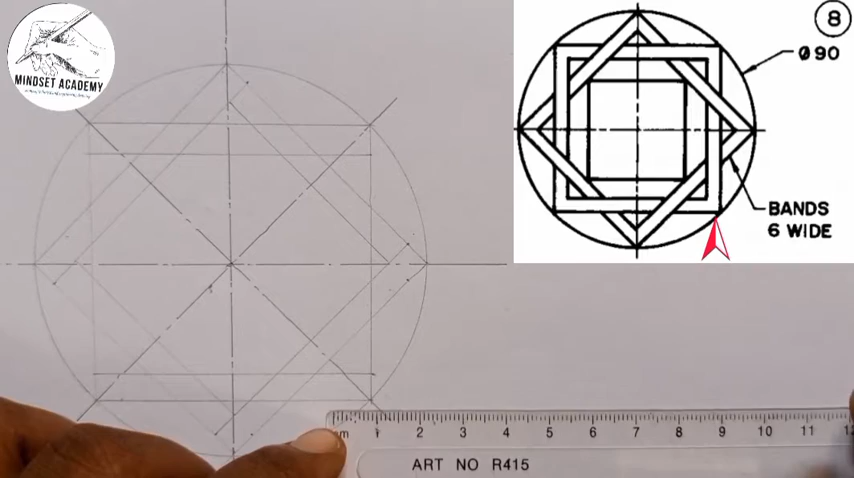 MINDSET ACADEMY
8
Ø90
BANDS
6 WIDE
cm 1 2 3 4 5 6 7 8 9 10 11 12
ART NO R415